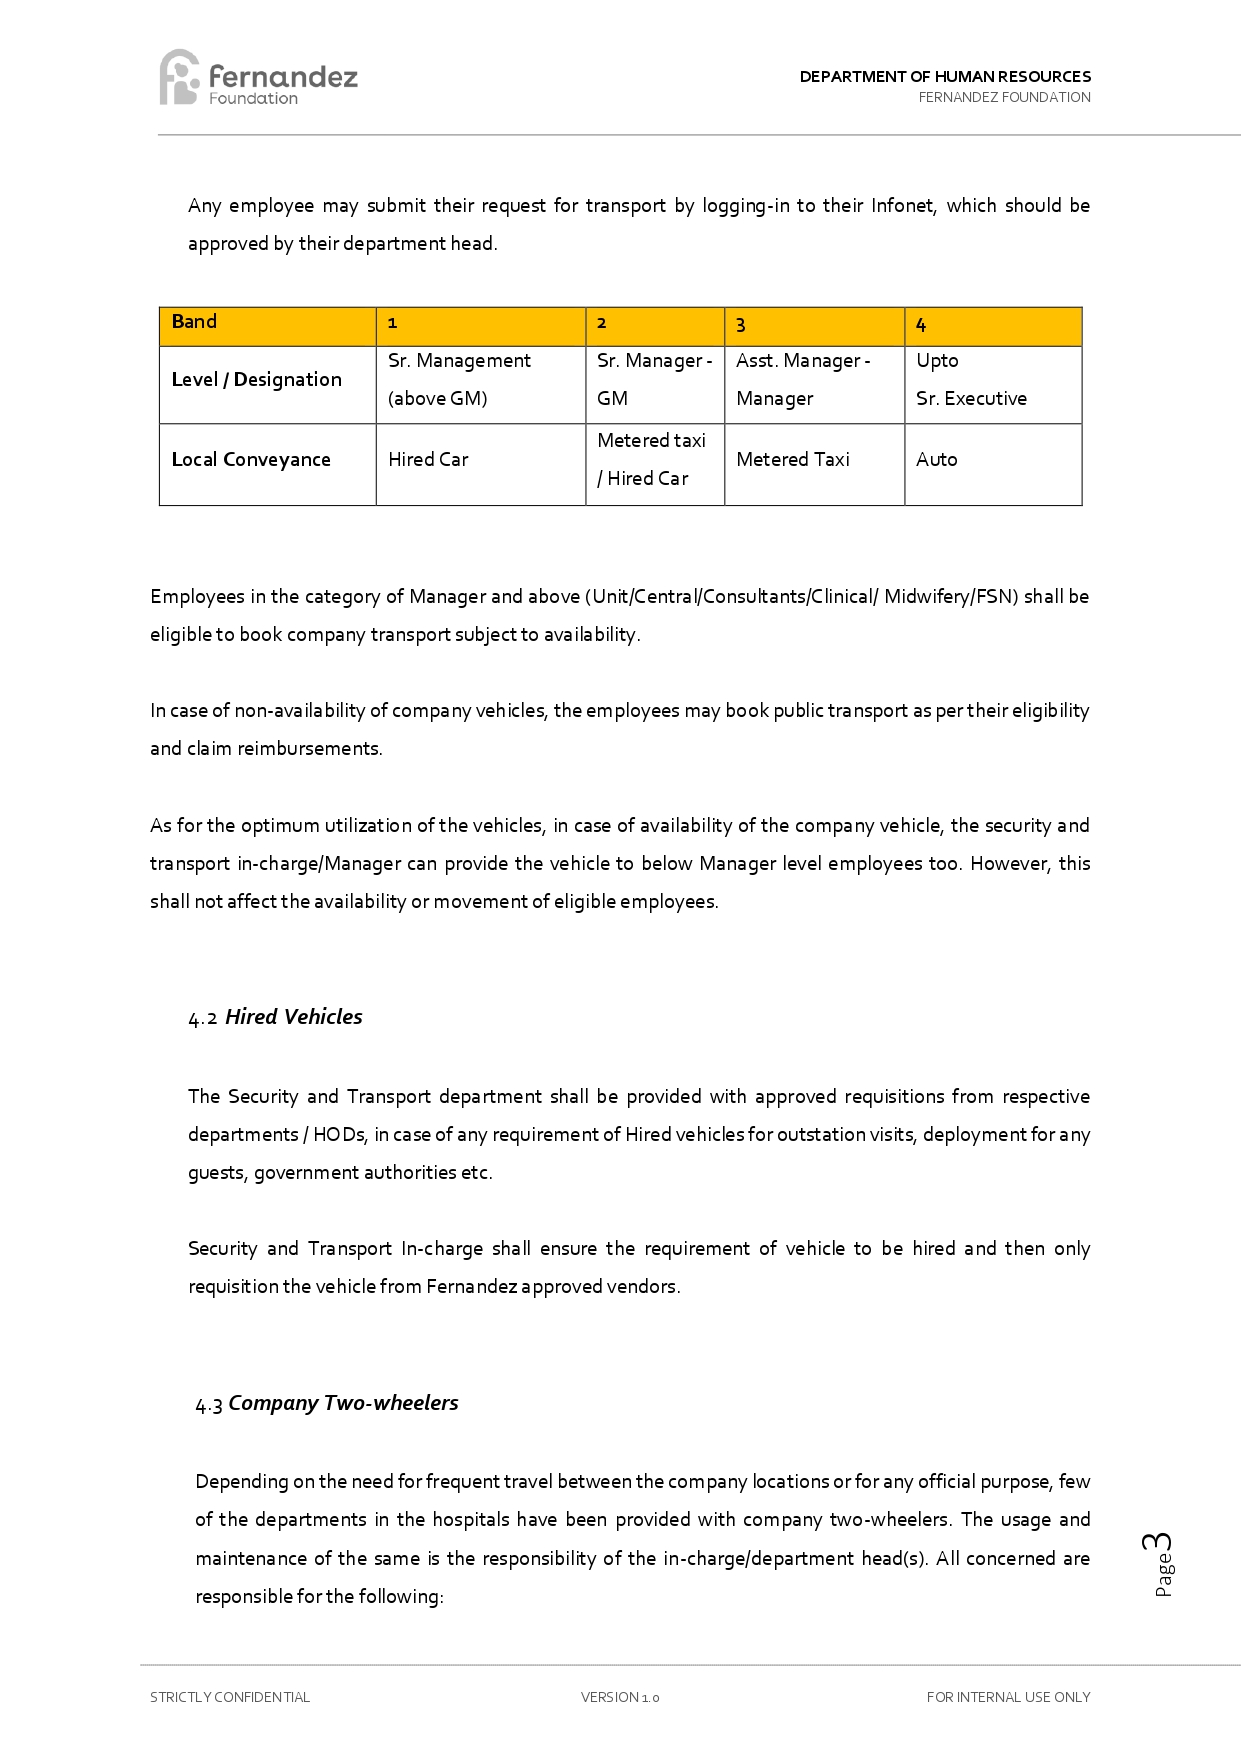 fernandez
Foundation
DEPARTMENT OF HUMAN RESOURCES
FERNANDEZ FOUNDATION
Any employee may submit their request for transport by logging-in to their Infonet, which should be
approved by their department head.
Band 1 2 3 4
Level / Designation
Sr. Management
(above GM)
Sr. Manager -
GM
Asst. Manager -
Manager
Upto
Sr. Executive
Local Conveyance
Hired Car
Metered taxi
/ Hired Car
Metered Taxi
Auto
Employees in the category of Manager and above (Unit/Central/Consultants/Clinical/ Midwifery/FSN) shall be
eligible to book company transport subject to availability.
In case of non-availability of company vehicles, the employees may book public transport as per their eligibility
and claim reimbursements.
As for the optimum utilization of the vehicles, in case of availability of the company vehicle, the security and
transport in-charge/Manager can provide the vehicle to below Manager level employees too. However, this
shall not affect the availability or movement of eligible employees.
4.2 Hired Vehicles
The Security and Transport department shall be provided with approved requisitions from respective
departments / HODs, in case of any requirement of Hired vehicles for outstation visits, deployment for any
guests, government authorities etc.
Security and Transport In-charge shall ensure the requirement of vehicle to be hired and then only
requisition the vehicle from Fernandez approved vendors.
4.3 Company Two-wheelers
Depending on the need for frequent travel between the company locations or for any official purpose, few
of the departments in the hospitals have been provided with company two-wheelers. The usage and
maintenance of the same is the responsibility of the in-charge/department head(s). All concerned are
responsible for the following:
Page3
STRICTLY CONFIDENTIAL
VERSION 1.0
FOR INTERNAL USE ONLY